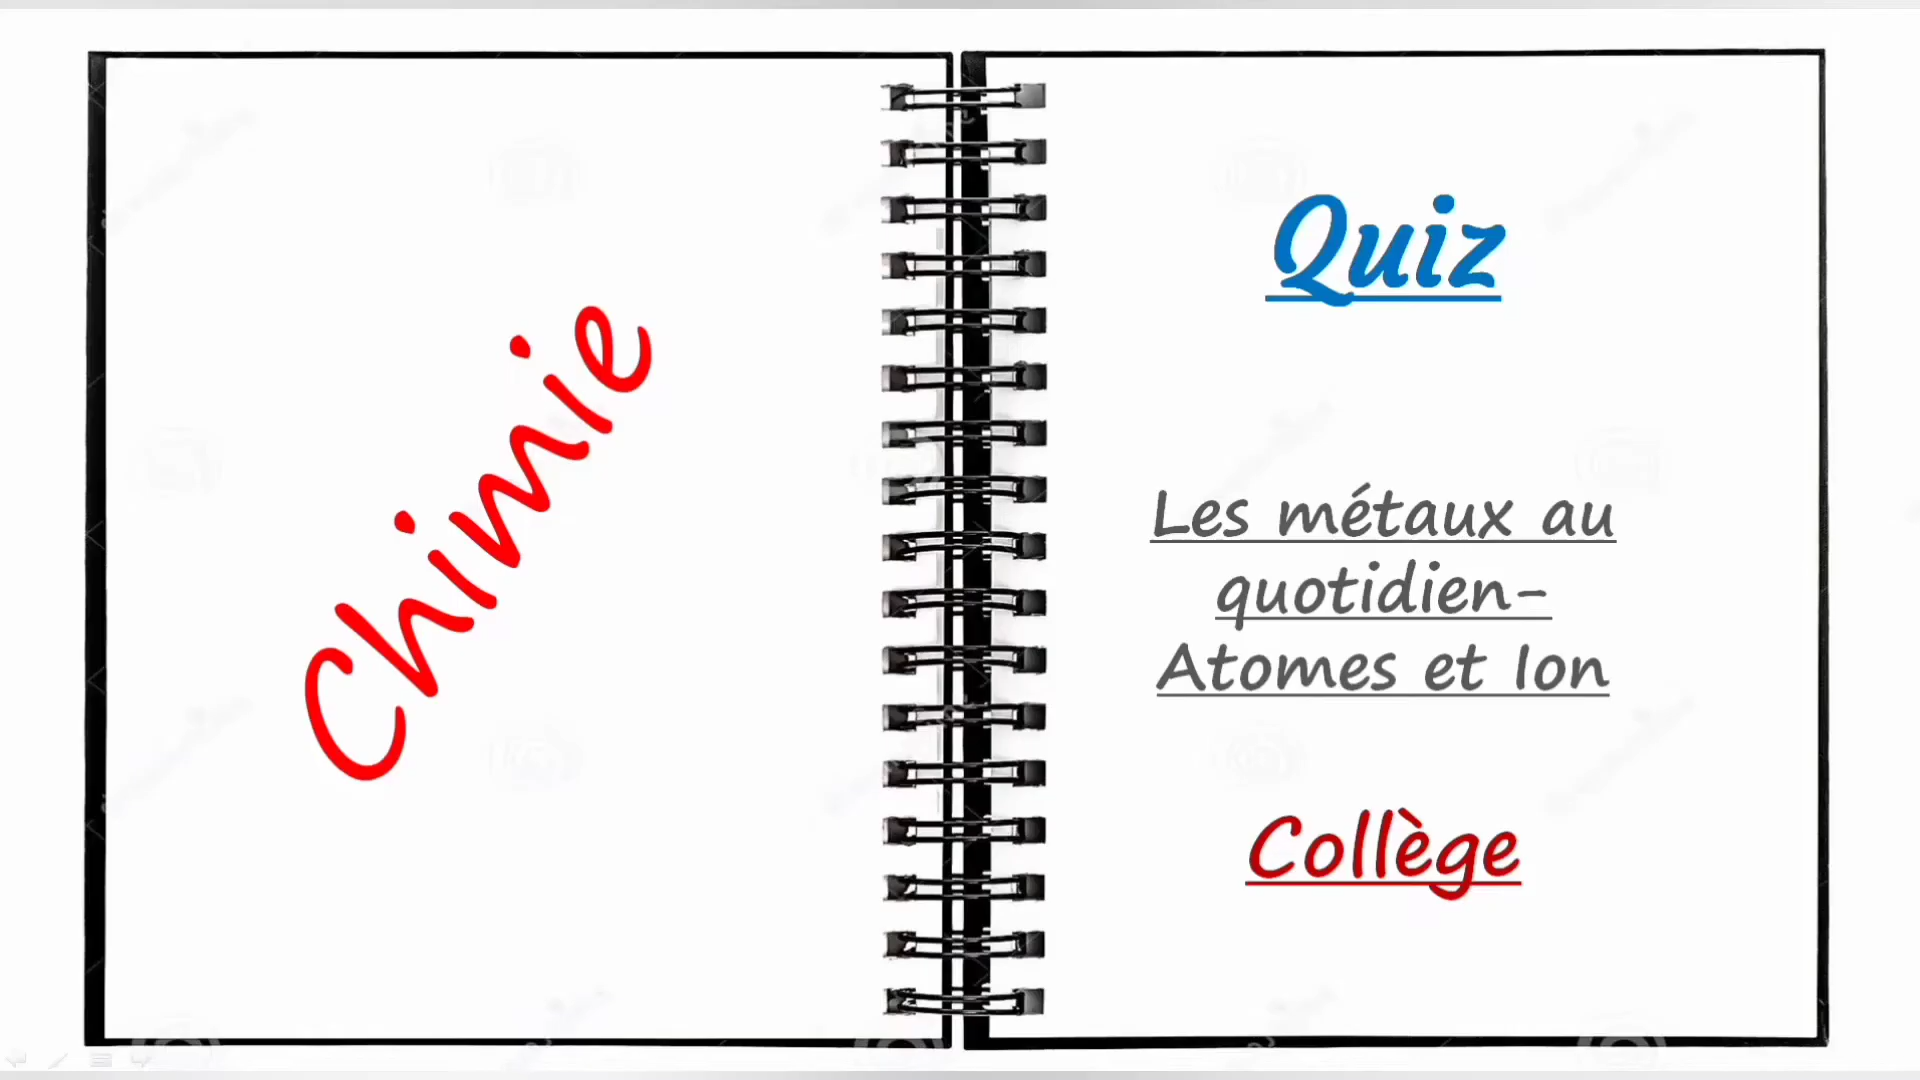 Chimie
Quiz
Les métaux au
quotidien-
Atomes et Ion
Collège